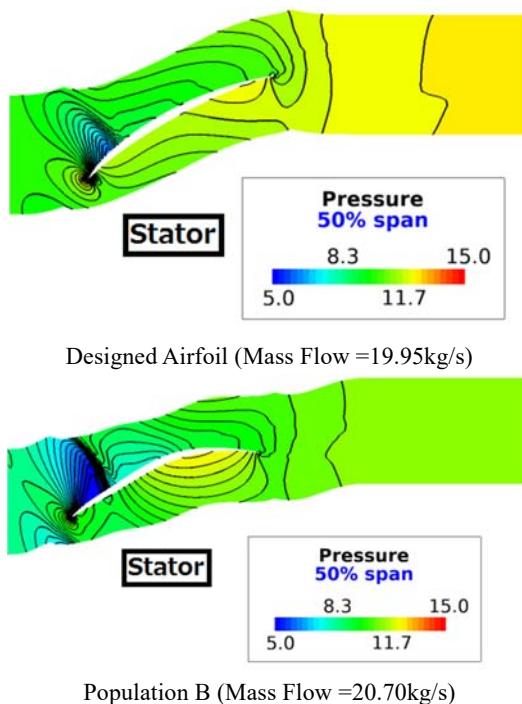 Pressure
50% span
Stator
8.3 15.0
5.0 11.7
Designed Airfoil (Mass Flow =19.95kg/s)
Pressure
50% span
Stator
8.3 15.0
5.0 11.7
Population B (Mass Flow =20.70kg/s)